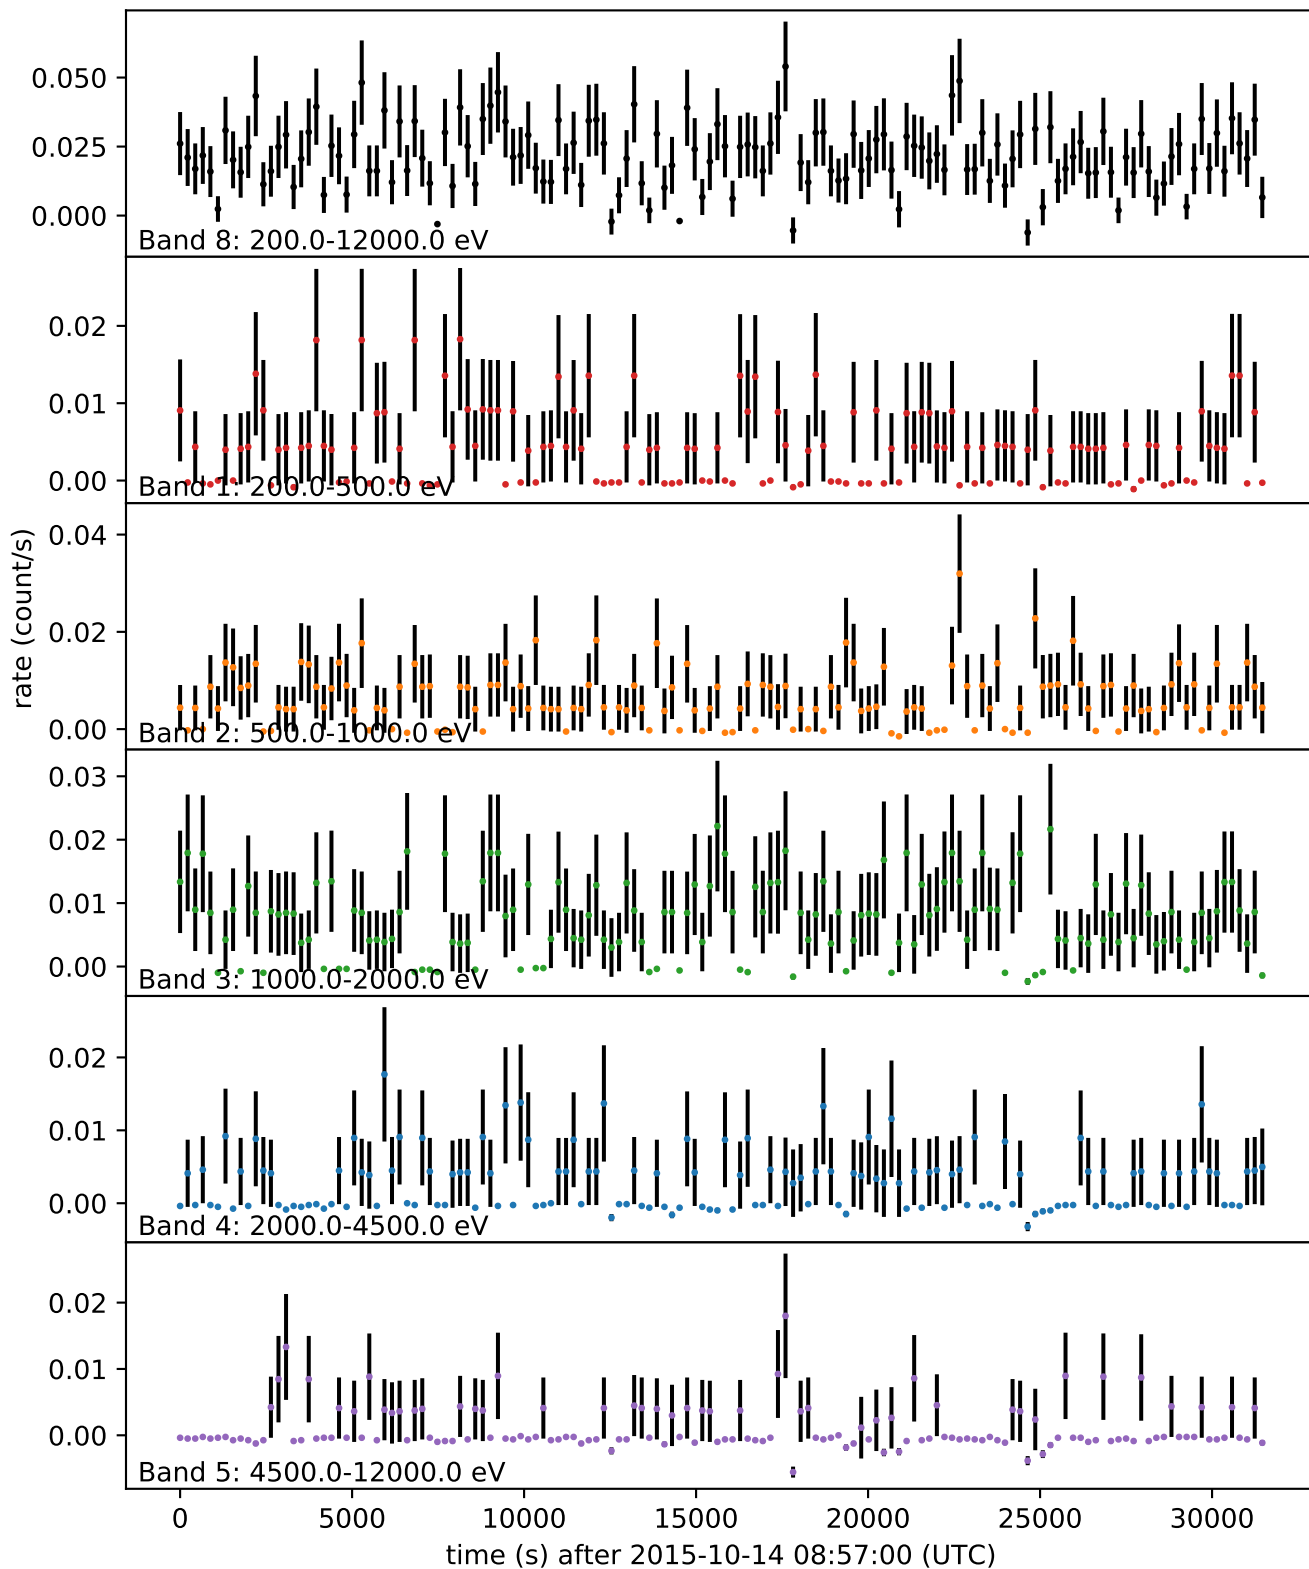 0.050
0.025
0.000
Band 8: 200.0-12000.0 eV
0.02
0.01
0.00
Band 1: 200.0-500.0 eV
0.04
0.02
0.00
Band 2: 500.0-1000.0 eV
rate (count/s)
0.03
0.02
0.01
0.00
Band 3: 1000.0-2000.0 eV
0.02
0.01
0.00
Band 4: 2000.0-4500.0 eV
0.02
0.01
0.00
Band 5: 4500.0-12000.0 eV
0 5000 10000 15000 20000 25000 30000
time (s) after 2015-10-14 08:57:00 (UTC)